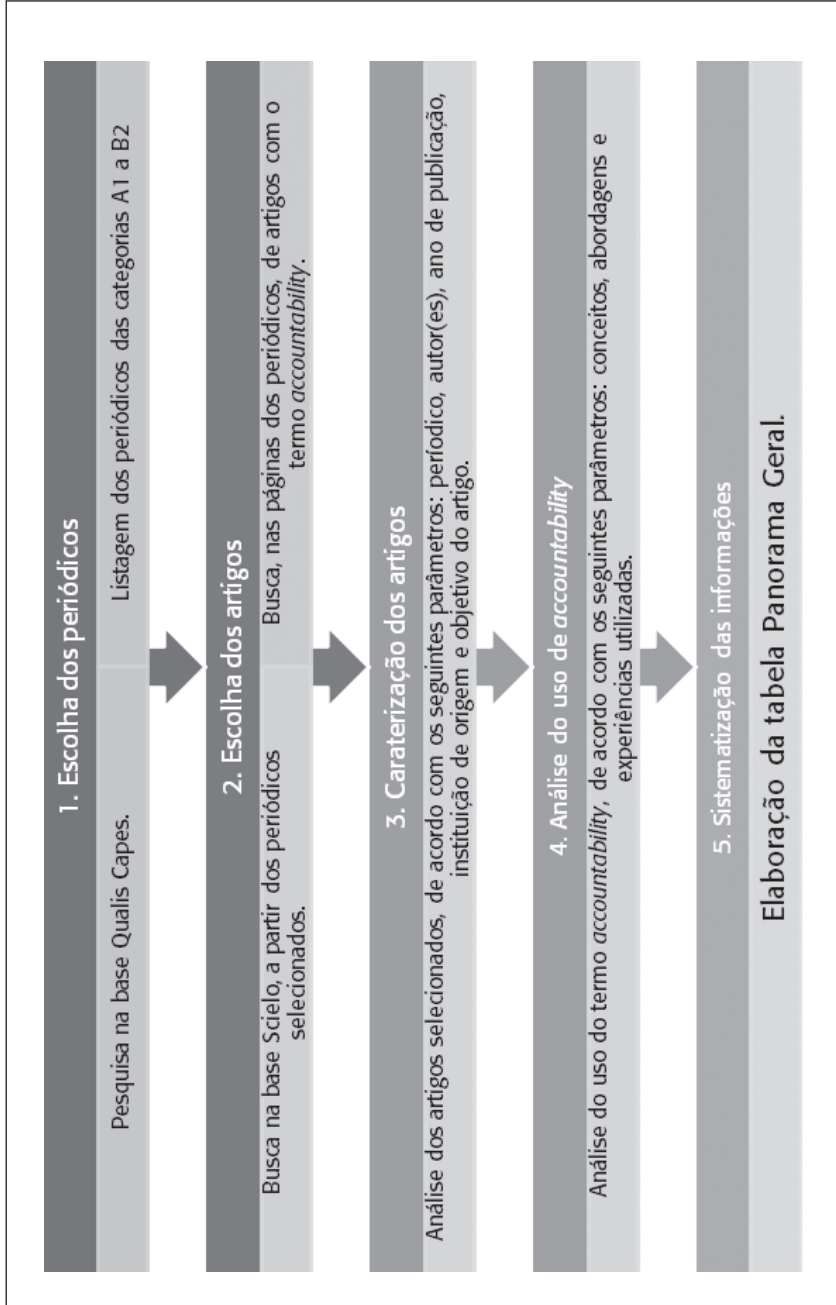 1. Escolha dos periódicos
Pesquisa na base Qualis Capes.
Listagem dos periódicos das categorias A1 a B2
2. Escolha dos artigos
Busca na base Scielo, a partir dos periódicos
selecionados.
Busca, nas páginas dos periódicos, de artigos com o
termo accountability.
3. Caraterização dos artigos
Análise dos artigos selecionados, de acordo com os seguintes parâmetros: períodico, autor(es), ano de publicação,
instituição de origem e objetivo do artigo.
4. Análise do uso de accountability
Análise do uso do termo accountability, de acordo com os seguintes parâmetros: conceitos, abordagens e
experiências utilizadas.
5. Sistematização das informações
Elaboração da tabela Panorama Geral.